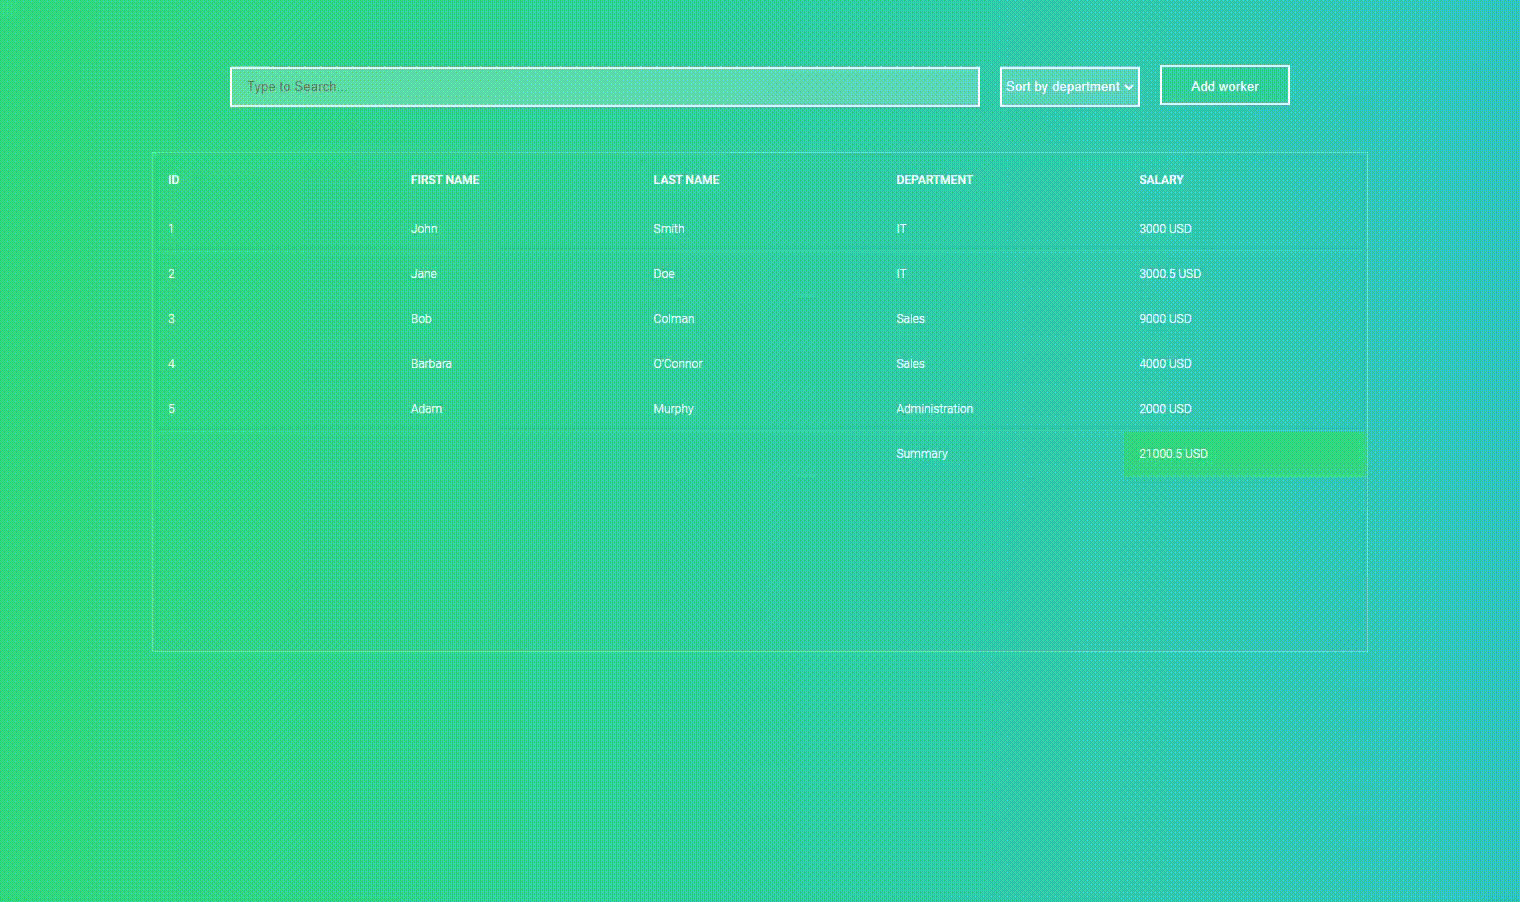 Type to Search...
Sort by department
Add worker
ID FIRST NAME LAST NAME DEPARTMENT SALARY
1 John Smith IT 3000 USD
2 Jane Doe IT 3000.5 USD
3 Bob Colman Sales 9000 USD
4 Barbara O'Connor Sales 4000 USD
5 Adam Murphy Administration 2000 USD
Summary 21000.5 USD